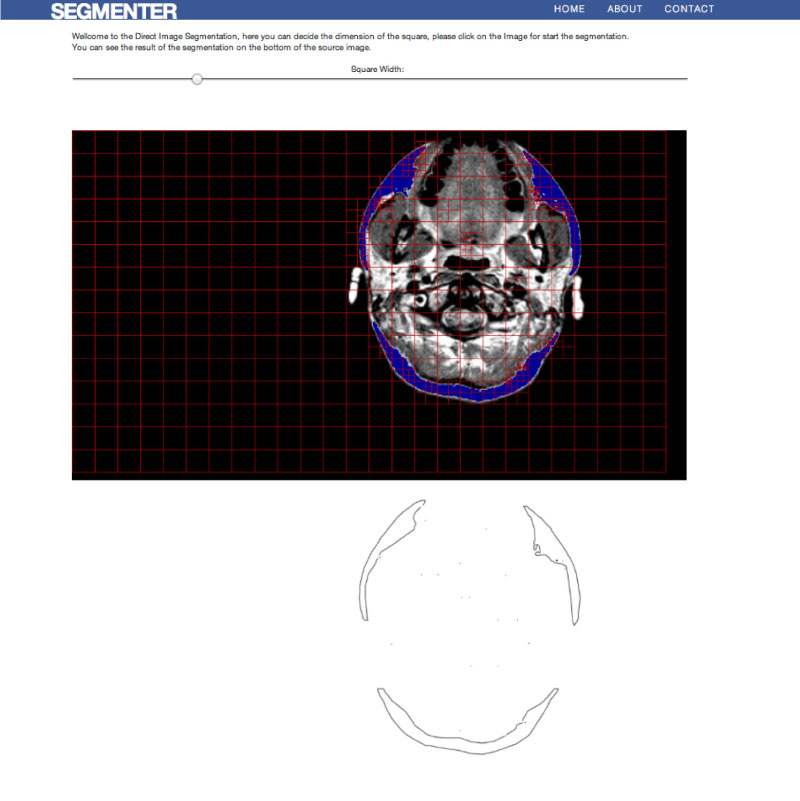 SEGMENTER
HOME ABOUT CONTACT
Wellcome to the Direct Image Segmentation, here you can decide the dimension of the square, please click on the Image for start the segmentation.
You can see the result of the segmentation on the bottom of the source image.
Square Width: